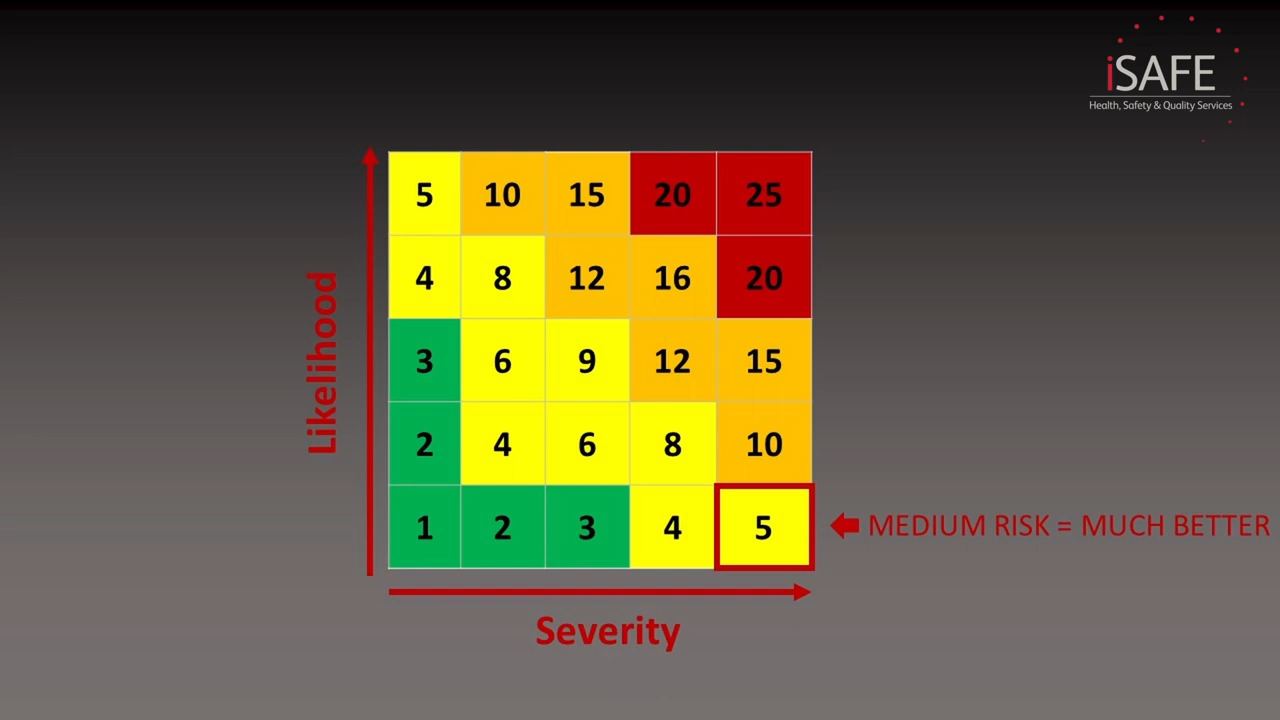 iSAFE
Health, Safety & Quality Services
5 10 15 20 25
4 8 12 16 20
3 6 9 12 15
2 4 6 8 10
1 2 3 4 5
Likelihood
MEDIUM RISK = MUCH BETTER
Severity